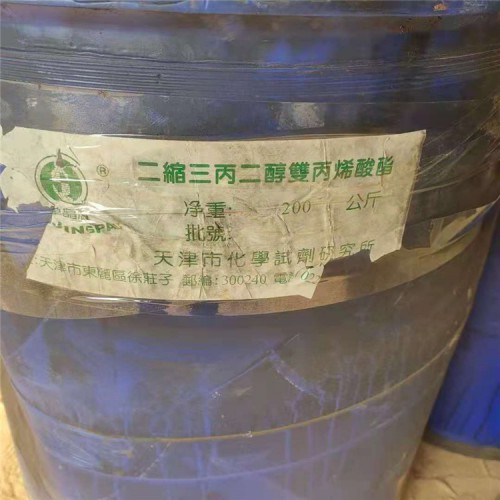 二縮三丙二醇雙丙烯酸酯
®
净重: 200 公斤
批號:
JINGPA
天津市化學試劑研究所
天津市東麗區徐莊子 郵編:300240 電